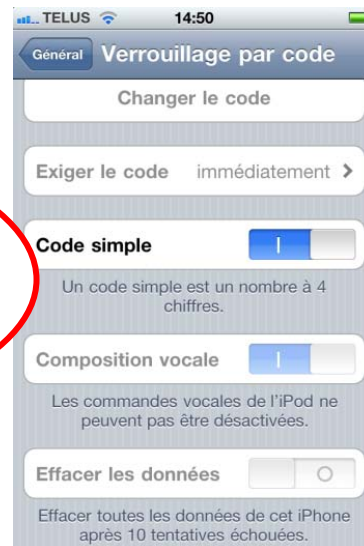 TELUS 14:50
Général Verrouillage par code
Changer le code
Exiger le code immédiatement >
Code simple
Un code simple est un nombre à 4
chiffres.
Composition vocale
Les commandes vocales de l'iPod ne
peuvent pas être désactivées.
Effacer les données
Effacer toutes les données de cet iPhone
après 10 tentatives échouées.